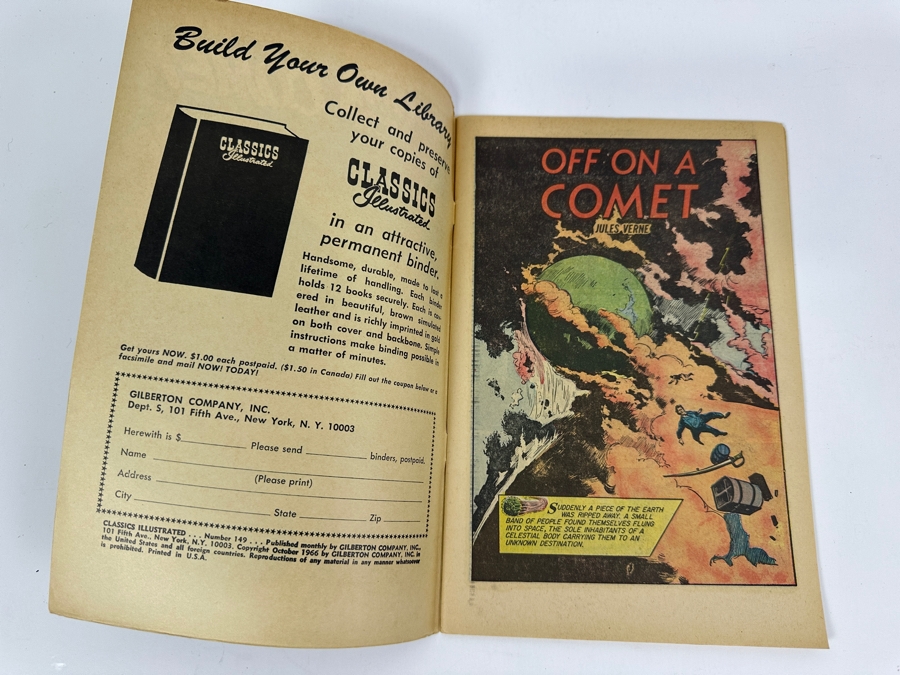 Build Your Own Library
Collect and preserve
your copies of
CLASSICS
Illustrated
in an attractive,
permanent binder.
CLASSICS
Illustrated
Handsome, durable, made to last a
lifetime of handling. Each binder
holds 12 books securely. Each is cov-
ered in beautiful, brown simulated
leather and is richly imprinted in gold
on both cover and backbone. Simple
instructions make binding possible in
a matter of minutes.
Get yours NOW. $1.00 each postpaid. ($1.50 in Canada) Fill out the coupon below or a
facsimile and mail NOW! TODAY!
GILBERTON COMPANY, INC.
Dept. S, 101 Fifth Ave., New York, N. Y. 10003
Herewith is $ Please send binders, postpaid.
Name
(Please print)
Address
City State Zip
CLASSICS ILLUSTRATED . . . Number 149 . . . Published monthly by GILBERTON COMPANY, INC.,
101 Fifth Ave., New York, N.Y. 10003. Copyright October 1966 by GILBERTON COMPANY, INC. in
the United States and all foreign countries. Reproductions of any material in any manner whatsoever
is prohibited. Printed in U.S.A.
OFF ON A
COMET
JULES VERNE
SUDDENLY A PIECE OF THE EARTH
WAS RIPPED AWAY. A SMALL
BAND OF PEOPLE FOUND THEMSELVES FLUNG
INTO SPACE, THE SOLE INHABITANTS OF A
CELESTIAL BODY CARRYING THEM TO AN
UNKNOWN DESTINATION.